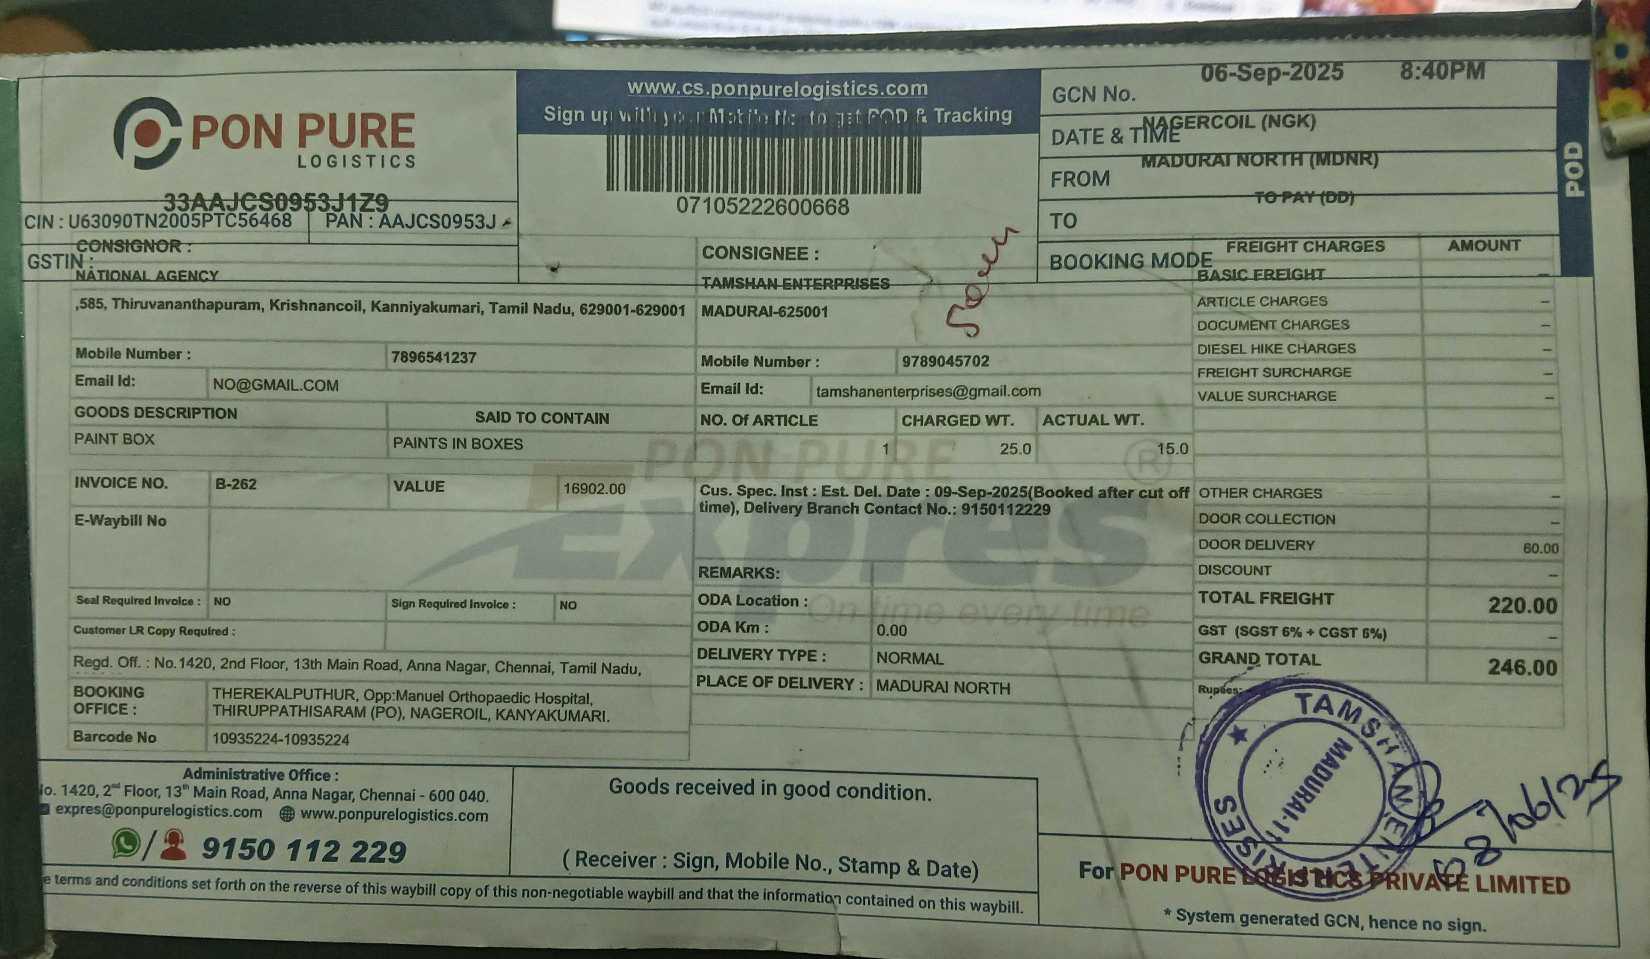 PON PURE
LOGISTICS
33AAJCS0953J1Z9
CIN : U63090TN2005PTC56468 PAN : AAJCS0953J
GSTIN :
www.cs.ponpurelogistics.com
Sign up with your Mobile No to get POD & Tracking
07105222600668
GCN No. 06-Sep-2025 8:40PM
DATE & TIME NAGERCOIL (NGK)
FROM MADURAI NORTH (MDNR)
TO TO PAY (DD)
BOOKING MODE
POD
CONSIGNOR :
NATIONAL AGENCY
,585, Thiruvananthapuram, Krishnancoil, Kanniyakumari, Tamil Nadu, 629001-629001
Mobile Number : 7896541237
Email Id: NO@GMAIL.COM
CONSIGNEE :
TAMSHAN ENTERPRISES
MADURAI-625001
Mobile Number : 9789045702
Email Id: tamshanenterprises@gmail.com
GOODS DESCRIPTION SAID TO CONTAIN NO. Of ARTICLE CHARGED WT. ACTUAL WT.
PAINT BOX PAINTS IN BOXES 1 25.0 15.0
INVOICE NO. B-262 VALUE 16902.00
E-Waybill No
Seal Required Invoice : NO Sign Required Invoice : NO
Customer LR Copy Required :
Regd. Off. : No.1420, 2nd Floor, 13th Main Road, Anna Nagar, Chennai, Tamil Nadu,
BOOKING OFFICE : THEREKALPUTHUR, Opp:Manuel Orthopaedic Hospital,
THIRUPPATHISARAM (PO), NAGEROIL, KANYAKUMARI.
Barcode No 10935224-10935224
PON PURE
Expres ®
On time every time
Cus. Spec. Inst : Est. Del. Date : 09-Sep-2025(Booked after cut off
time), Delivery Branch Contact No.: 9150112229
REMARKS:
ODA Location :
ODA Km : 0.00
DELIVERY TYPE : NORMAL
PLACE OF DELIVERY : MADURAI NORTH
FREIGHT CHARGES AMOUNT
BASIC FREIGHT –
ARTICLE CHARGES –
DOCUMENT CHARGES –
DIESEL HIKE CHARGES –
FREIGHT SURCHARGE –
VALUE SURCHARGE –
OTHER CHARGES –
DOOR COLLECTION –
DOOR DELIVERY 60.00
DISCOUNT –
TOTAL FREIGHT 220.00
GST (SGST 6% + CGST 6%) –
GRAND TOTAL 246.00
Rupees:
TAMSHAN ENTERPRISES
MADURAI-1
Administrative Office :
No. 1420, 2nd Floor, 13th Main Road, Anna Nagar, Chennai - 600 040.
expres@ponpurelogistics.com www.ponpurelogistics.com
9150 112 229
Goods received in good condition.
( Receiver : Sign, Mobile No., Stamp & Date)
For PON PURE LOGISTICS PRIVATE LIMITED
* System generated GCN, hence no sign.
terms and conditions set forth on the reverse of this waybill copy of this non-negotiable waybill and that the information contained on this waybill.